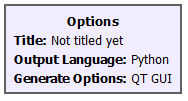 Options
Title: Not titled yet
Output Language: Python
Generate Options: QT GUI